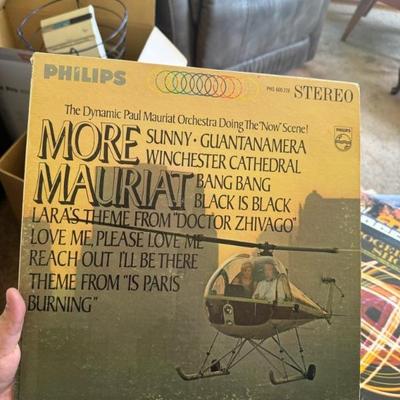 PHILIPS
PHS 600-226 STEREO
The Dynamic Paul Mauriat Orchestra Doing The "Now" Scene!
PHILIPS
MORE
MAURIAT
SUNNY · GUANTANAMERA
WINCHESTER CATHEDRAL
BANG BANG
BLACK IS BLACK
LARA'S THEME FROM "DOCTOR ZHIVAGO"
LOVE ME, PLEASE LOVE ME
REACH OUT I'LL BE THERE
THEME FROM "IS PARIS
BURNING"